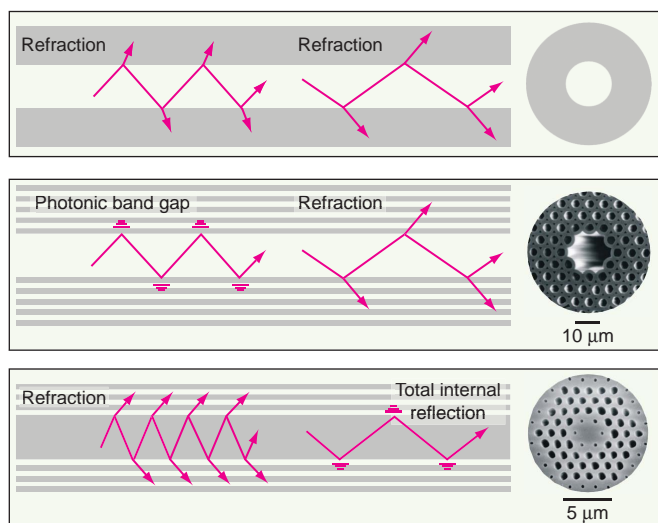 Refraction
Refraction
Photonic band gap
Refraction
10 μm
Refraction
Total internal
reflection
5 μm